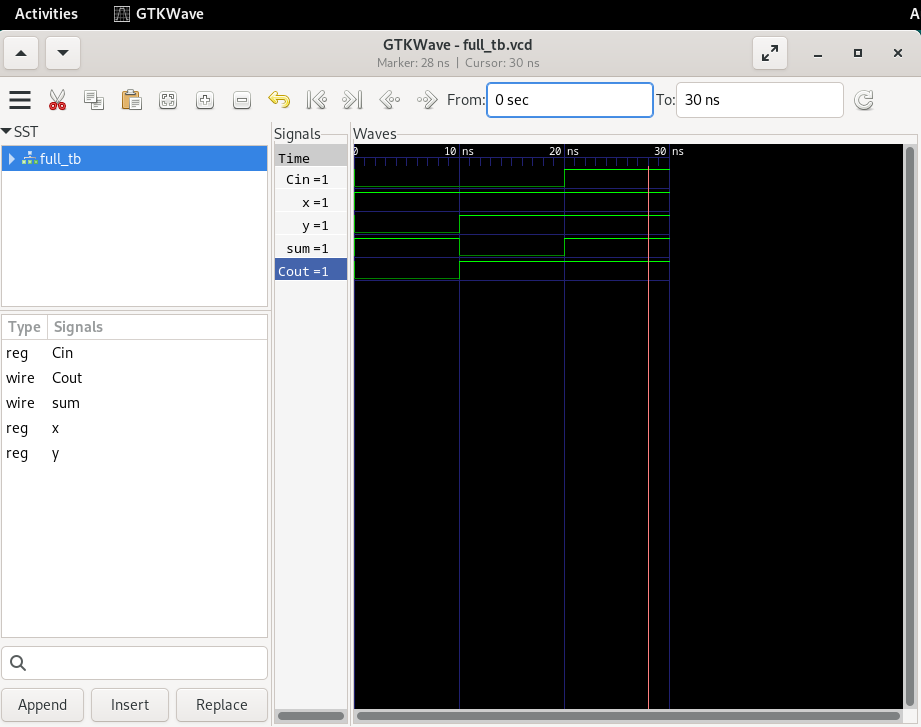 Activities GTKWave A
GTKWave - full_tb.vcd
Marker: 28 ns | Cursor: 30 ns
From: 0 sec To: 30 ns
SST
full_tb
Type Signals
reg Cin
wire Cout
wire sum
reg x
reg y
Append Insert Replace
Signals
Time
Cin =1
x =1
y =1
sum =1
Cout =1
Waves
0 10 ns 20 ns 30 ns